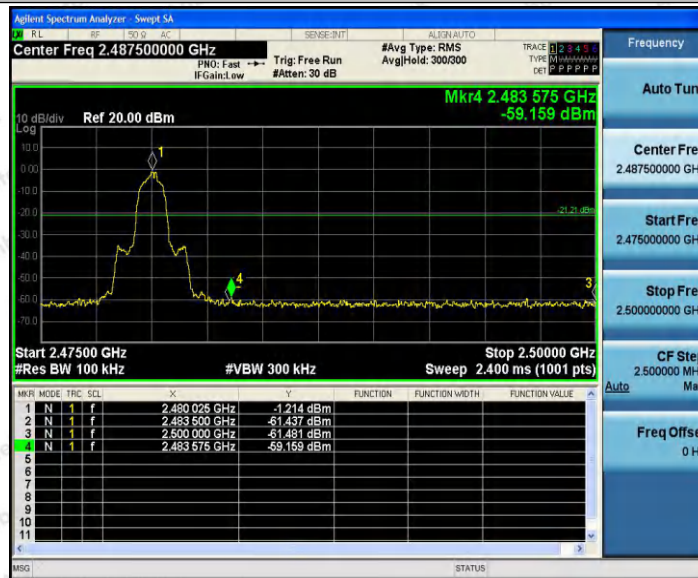 Agilent Spectrum Analyzer - Swept SA
RL RF 50 Ω AC SENSE:INT ALIGNAUTO
Center Freq 2.487500000 GHz
PNO: Fast
IFGain:Low
Trig: Free Run
#Atten: 30 dB
#Avg Type: RMS
Avg|Hold: 300/300
TRACE 1 2 3 4 5 6
TYPE M
DET P P P P P P
Mkr4 2.483 575 GHz
-59.159 dBm
10 dB/div Ref 20.00 dBm
Log
10.0
0.00
-10.0
-20.0
-30.0
-40.0
-50.0
-60.0
-70.0
1
-21.21 dBm
4
3
Start 2.47500 GHz Stop 2.50000 GHz
#Res BW 100 kHz #VBW 300 kHz Sweep 2.400 ms (1001 pts)
MKR MODE TRC SCL X Y FUNCTION FUNCTION WIDTH FUNCTION VALUE
1 N 1 f 2.480 025 GHz -1.214 dBm
2 N 1 f 2.483 500 GHz -61.437 dBm
3 N 1 f 2.500 000 GHz -61.481 dBm
4 N 1 f 2.483 575 GHz -59.159 dBm
5
6
7
8
9
10
11
MSG STATUS
Frequency
Auto Tun
Center Fre
2.487500000 GH
Start Fre
2.475000000 GH
Stop Fre
2.500000000 GH
CF Ste
2.500000 MH
Auto Ma
Freq Offse
0 H